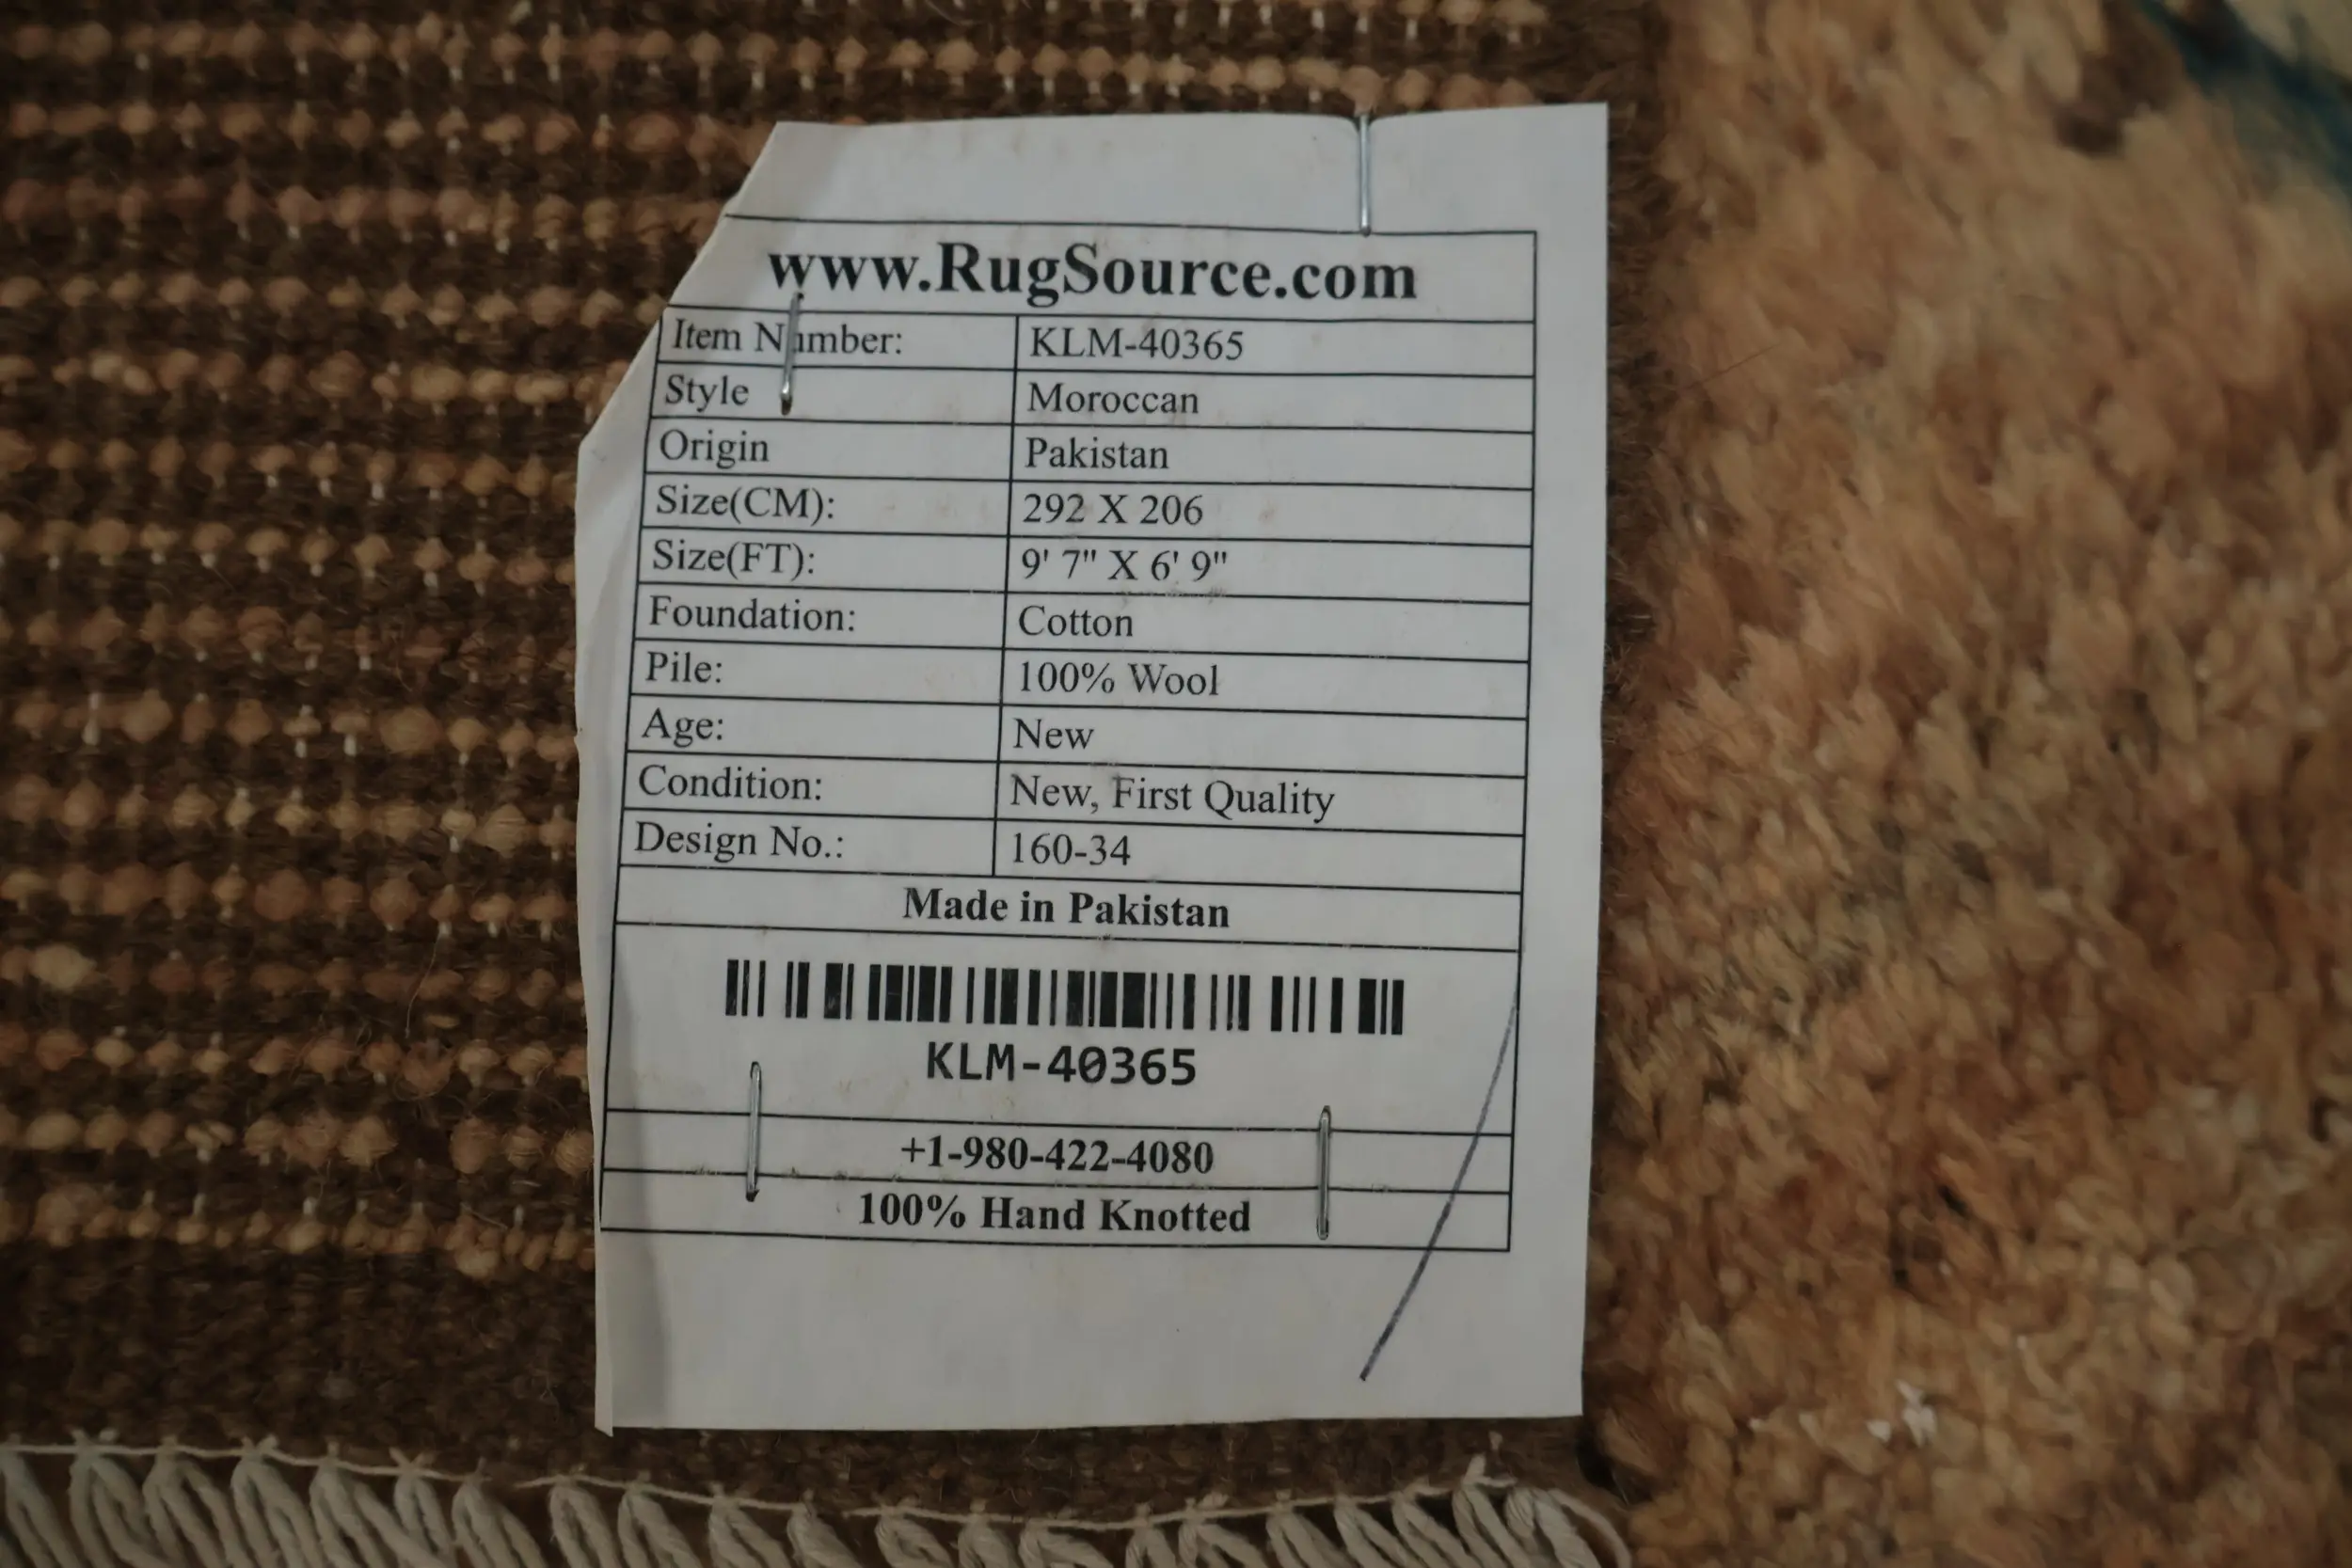 www.RugSource.com
Item Number: KLM-40365
Style Moroccan
Origin Pakistan
Size(CM): 292 X 206
Size(FT): 9' 7" X 6' 9"
Foundation: Cotton
Pile: 100% Wool
Age: New
Condition: New, First Quality
Design No.: 160-34
Made in Pakistan
KLM-40365
+1-980-422-4080
100% Hand Knotted